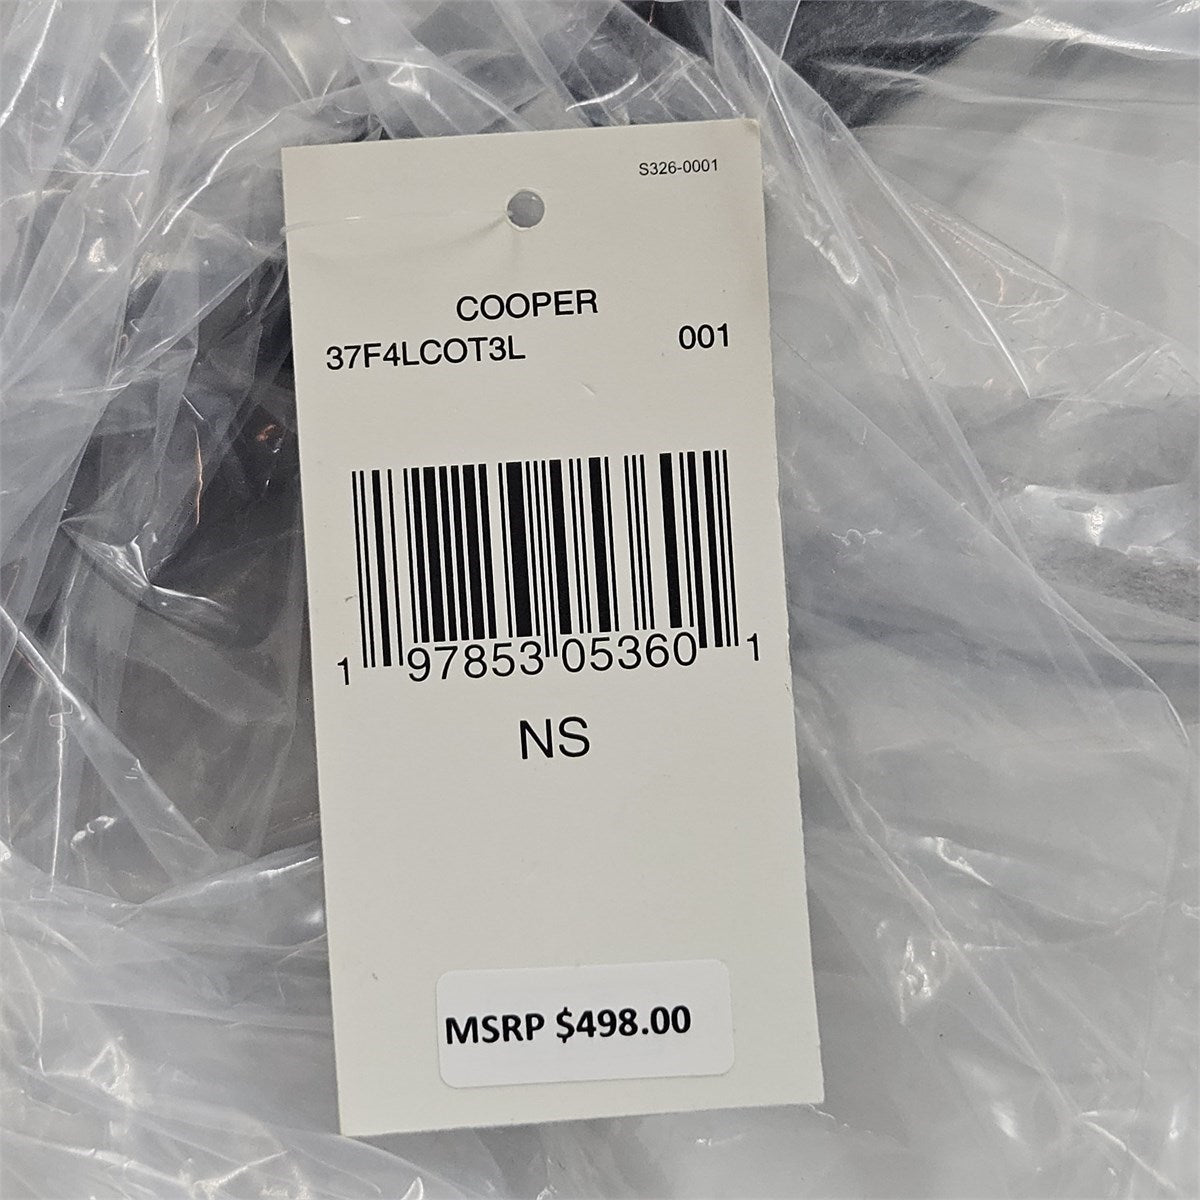 S326-0001
COOPER
37F4LCOT3L 001
1 97853 05360 1
NS
MSRP $498.00